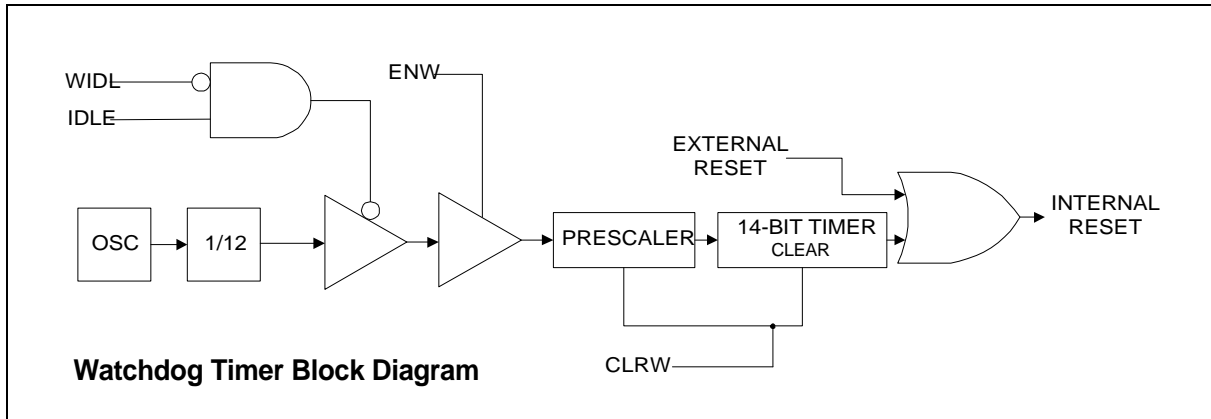 WIDL
IDLE
ENW
EXTERNAL
RESET
OSC
1/12
PRESCALER
14-BIT TIMER
CLEAR
INTERNAL
RESET
CLRW
Watchdog Timer Block Diagram